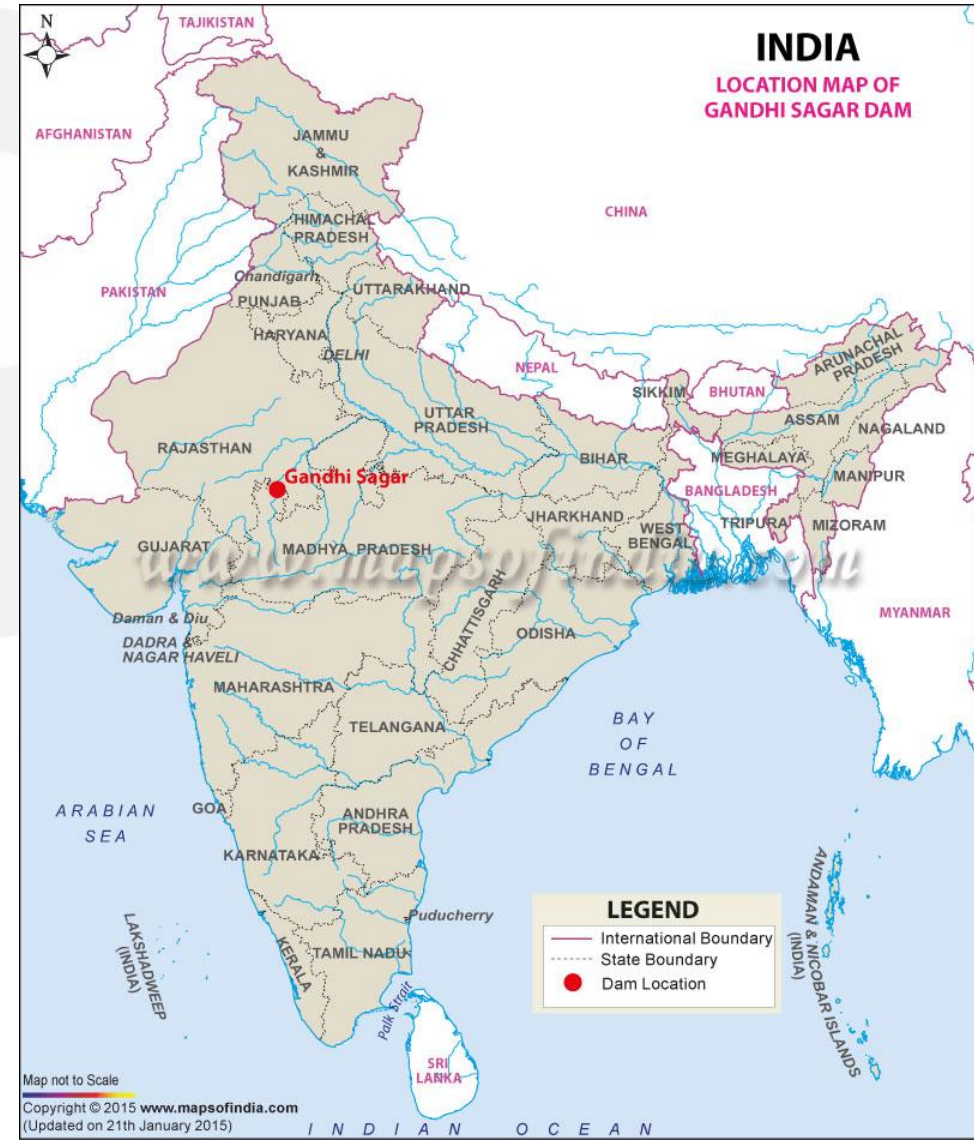 N
TAJIKISTAN
INDIA
LOCATION MAP OF
GANDHI SAGAR DAM
AFGHANISTAN
JAMMU
&
KASHMIR
CHINA
HIMACHAL
PRADESH
PAKISTAN
Chandigarh
PUNJAB
UTTARAKHAND
HARYANA
DELHI
NEPAL
SIKKIM
BHUTAN
ARUNACHAL
PRADESH
UTTAR
PRADESH
ASSAM
NAGALAND
RAJASTHAN
BIHAR
MEGHALAYA
MANIPUR
Gandhi Sagar
BANGLADESH
JHARKHAND
WEST
BENGAL
TRIPURA
MIZORAM
GUJARAT
MADHYA PRADESH
www.mapsofindia.com
CHHATTISGARH
MYANMAR
Daman & Diu
DADRA &
NAGAR HAVELI
ODISHA
MAHARASHTRA
TELANGANA
BAY
OF
BENGAL
ARABIAN
SEA
GOA
ANDHRA
PRADESH
KARNATAKA
ANDAMAN & NICOBAR ISLANDS
(INDIA)
LAKSHADWEEP
(INDIA)
Puducherry
KERALA
TAMIL NADU
LEGEND
International Boundary
State Boundary
Dam Location
Palk Strait
SRI
LANKA
Map not to Scale
Copyright © 2015 www.mapsofindia.com
(Updated on 21th January 2015)
INDIAN OCEAN